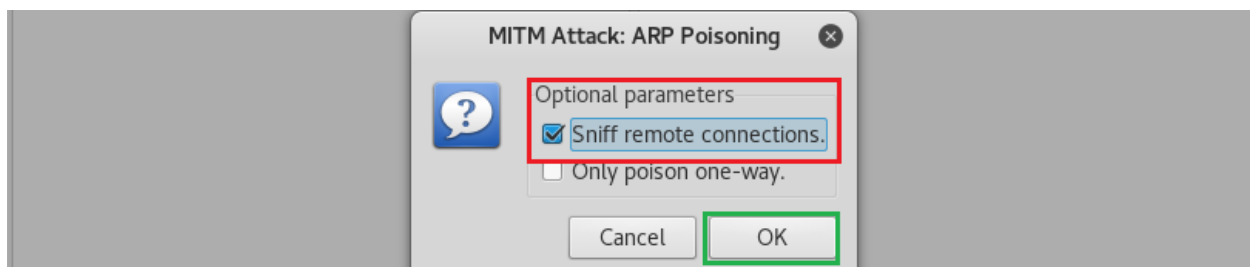 MITM Attack: ARP Poisoning
Optional parameters
Sniff remote connections.
Only poison one-way.
Cancel OK